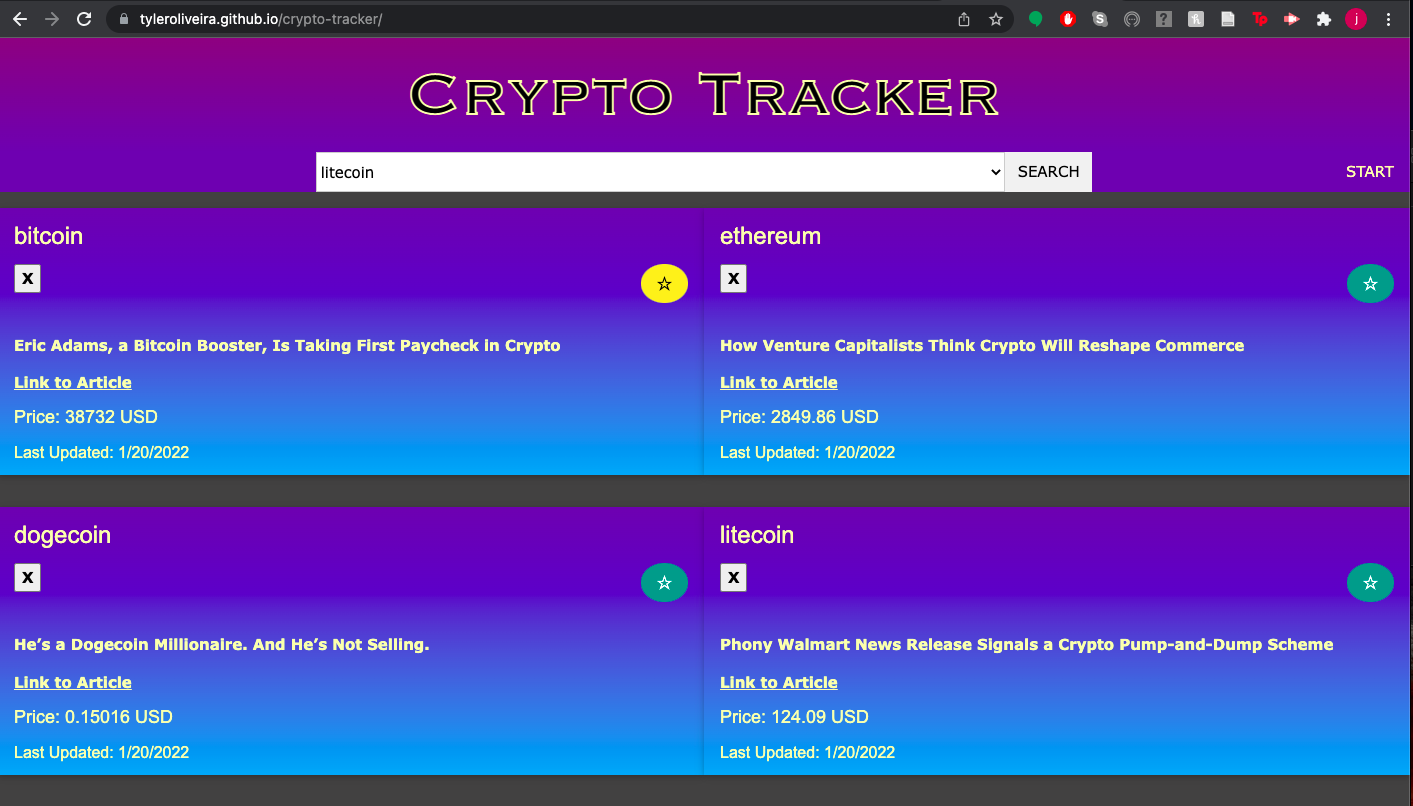 tyleroliveira.github.io/crypto-tracker/
Crypto Tracker
litecoin SEARCH START
bitcoin
X ☆
Eric Adams, a Bitcoin Booster, Is Taking First Paycheck in Crypto
Link to Article
Price: 38732 USD
Last Updated: 1/20/2022
ethereum
X ☆
How Venture Capitalists Think Crypto Will Reshape Commerce
Link to Article
Price: 2849.86 USD
Last Updated: 1/20/2022
dogecoin
X ☆
He’s a Dogecoin Millionaire. And He’s Not Selling.
Link to Article
Price: 0.15016 USD
Last Updated: 1/20/2022
litecoin
X ☆
Phony Walmart News Release Signals a Crypto Pump-and-Dump Scheme
Link to Article
Price: 124.09 USD
Last Updated: 1/20/2022